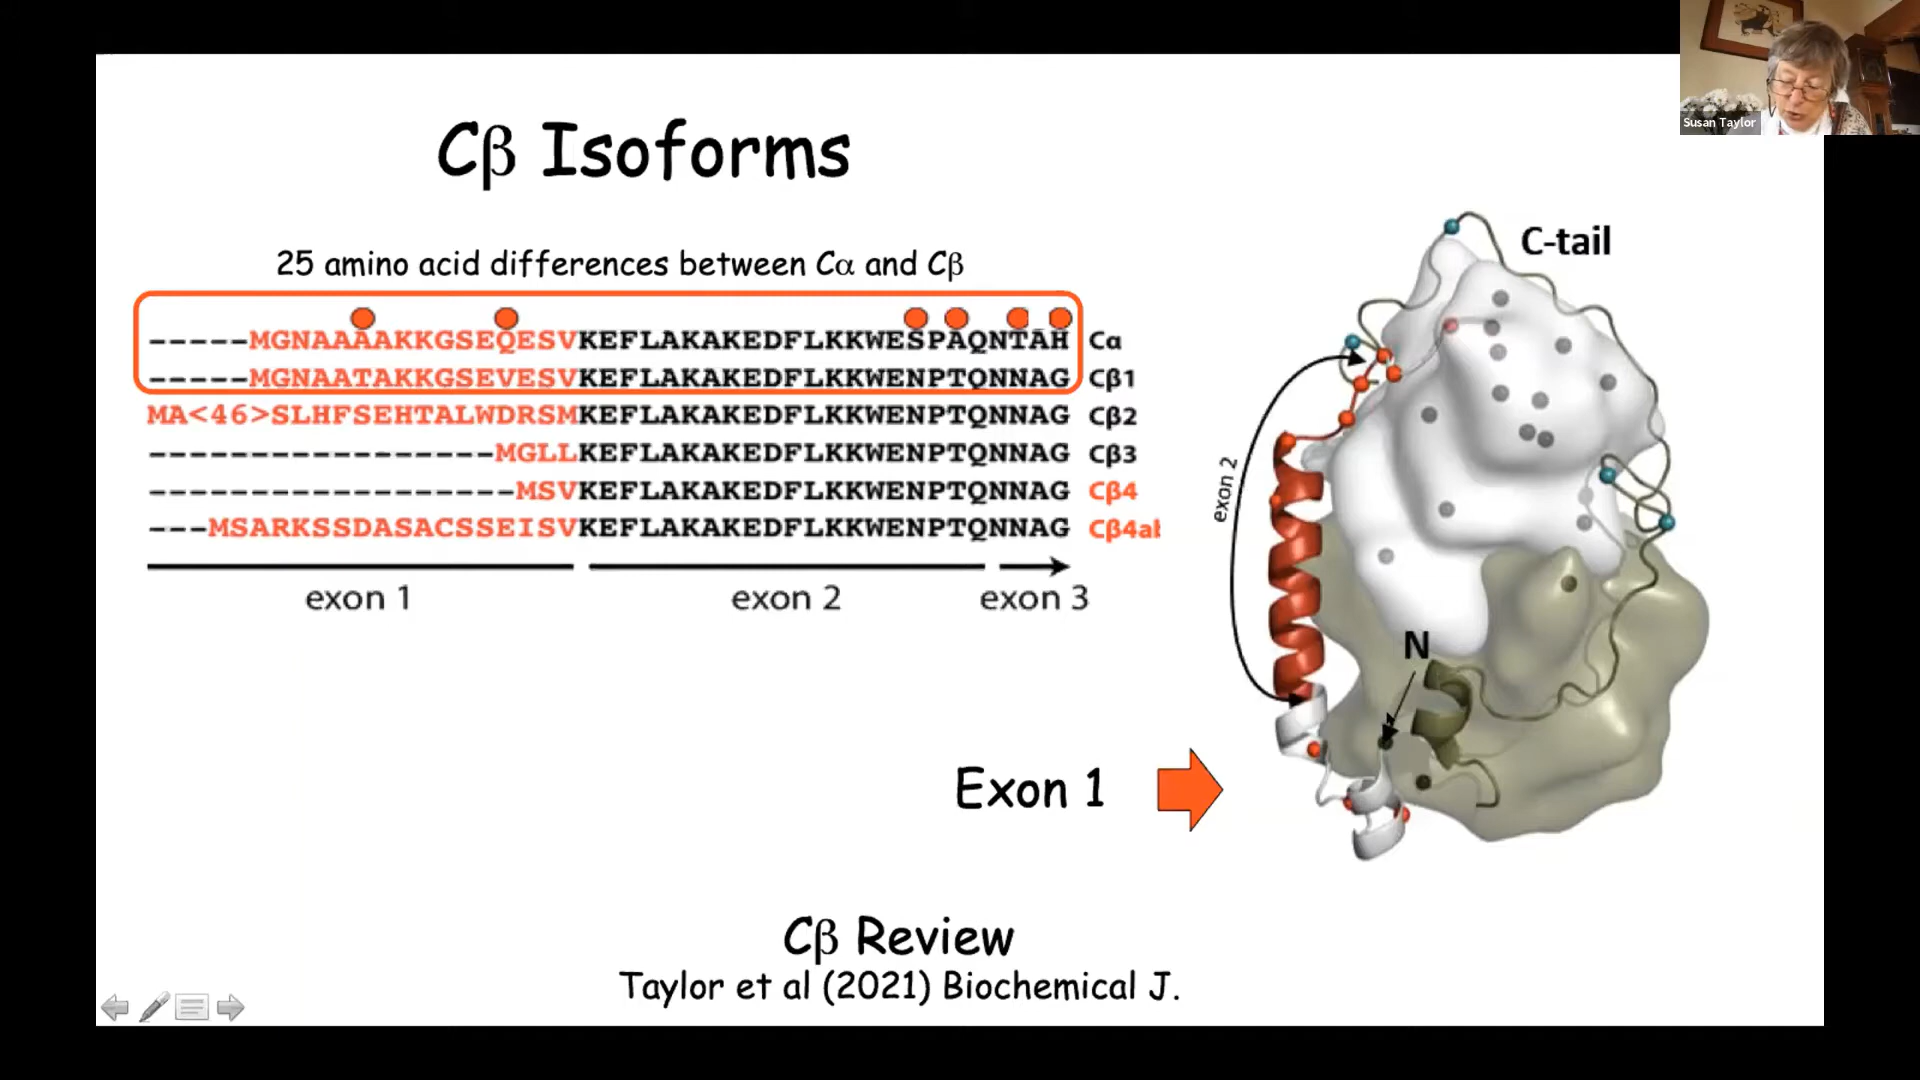 Susan Taylor
Cβ Isoforms
25 amino acid differences between Cα and Cβ
-----MGNAAAAKKGSEQESVKEFLAKAKEDFLKKWESPAQNTAH Cα
-----MGNAATAKKGSEVESVKEFLAKAKEDFLKKWENPTQNNAG Cβ1
MA<46>SLHFSEHTALWDRSMKEFLAKAKEDFLKKWENPTQNNAG Cβ2
-----------------MGLLKEFLAKAKEDFLKKWENPTQNNAG Cβ3
------------------MSVKEFLAKAKEDFLKKWENPTQNNAG Cβ4
---MSARKSSDASACSSEISVKEFLAKAKEDFLKKWENPTQNNAG Cβ4al
exon 1 exon 2 exon 3
C-tail
exon 2
N
Exon 1
Cβ Review
Taylor et al (2021) Biochemical J.